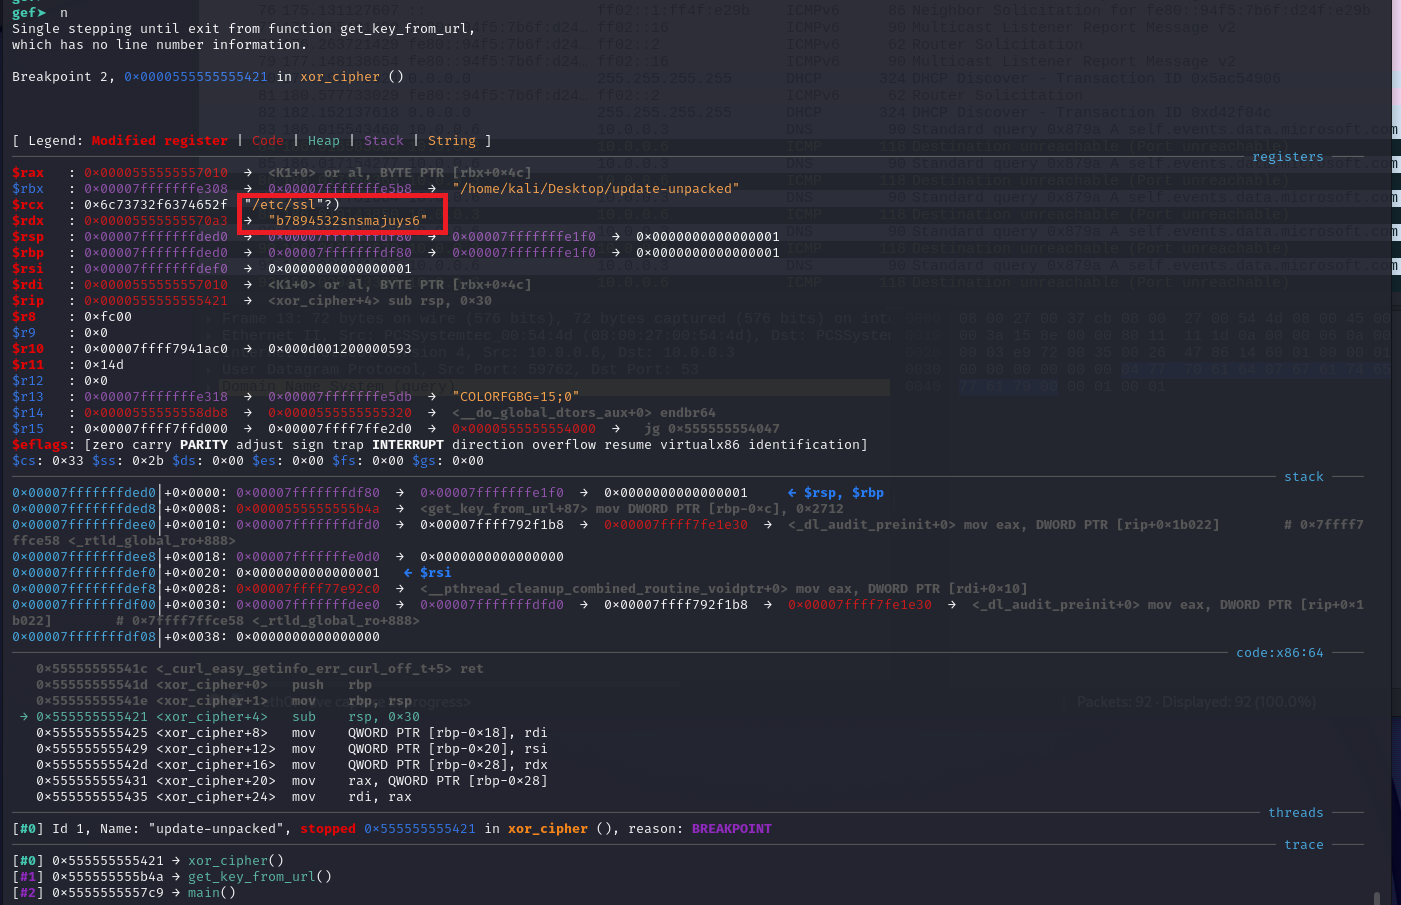 gef➤  n
Single stepping until exit from function get_key_from_url,
which has no line number information.
Breakpoint 2, 0x0000555555555421 in xor_cipher ()
[ Legend: Modified register | Code | Heap | Stack | String ]
registers
$rax   : 0x0000555555557010  →  <K1+0> or al, BYTE PTR [rbx+0x4c]
$rbx   : 0x00007fffffffe308  →  0x00007fffffffe5b8  →  "/home/kali/Desktop/update-unpacked"
$rcx   : 0x6c73732f6374652f  "/etc/ssl"?)
$rdx   : 0x00005555555570a3  →  "b7894532snsmajuys6"
$rsp   : 0x00007fffffffded0  →  0x00007fffffffdf80  →  0x00007fffffffe1f0  →  0x0000000000000001
$rbp   : 0x00007fffffffded0  →  0x00007fffffffdf80  →  0x00007fffffffe1f0  →  0x0000000000000001
$rsi   : 0x00007fffffffdef0  →  0x0000000000000001
$rdi   : 0x0000555555557010  →  <K1+0> or al, BYTE PTR [rbx+0x4c]
$rip   : 0x0000555555555421  →  <xor_cipher+4> sub rsp, 0x30
$r8    : 0xfc00
$r9    : 0x0
$r10   : 0x00007ffff7941ac0  →  0x000d001200000593
$r11   : 0x14d
$r12   : 0x0
$r13   : 0x00007fffffffe318  →  0x00007fffffffe5db  →  "COLORFGBG=15;0"
$r14   : 0x0000555555558db8  →  0x0000555555555320  →  <__do_global_dtors_aux+0> endbr64
$r15   : 0x00007ffff7ffd000  →  0x00007ffff7ffe2d0  →  0x0000555555554000  →   jg 0x555555554047
$eflags: [zero carry PARITY adjust sign trap INTERRUPT direction overflow resume virtualx86 identification]
$cs: 0x33 $ss: 0x2b $ds: 0x00 $es: 0x00 $fs: 0x00 $gs: 0x00
stack
0x00007fffffffded0│+0x0000: 0x00007fffffffdf80  →  0x00007fffffffe1f0  →  0x0000000000000001     ← $rsp, $rbp
0x00007fffffffded8│+0x0008: 0x0000555555555b4a  →  <get_key_from_url+87> mov DWORD PTR [rbp-0xc], 0x2712
0x00007fffffffdee0│+0x0010: 0x00007fffffffdfd0  →  0x00007ffff792f1b8  →  0x00007ffff7fe1e30  →  <_dl_audit_preinit+0> mov eax, DWORD PTR [rip+0x1b022]        # 0x7ffff7
ffce58 <_rtld_global_ro+888>
0x00007fffffffdee8│+0x0018: 0x00007fffffffe0d0  →  0x0000000000000000
0x00007fffffffdef0│+0x0020: 0x0000000000000001   ← $rsi
0x00007fffffffdef8│+0x0028: 0x00007ffff77e92c0  →  <__pthread_cleanup_combined_routine_voidptr+0> mov eax, DWORD PTR [rdi+0x10]
0x00007fffffffdf00│+0x0030: 0x00007fffffffdee0  →  0x00007fffffffdfd0  →  0x00007ffff792f1b8  →  0x00007ffff7fe1e30  →  <_dl_audit_preinit+0> mov eax, DWORD PTR [rip+0x1
b022]        # 0x7ffff7ffce58 <_rtld_global_ro+888>
0x00007fffffffdf08│+0x0038: 0x0000000000000000
code:x86:64
0x55555555541c <_curl_easy_getinfo_err_curl_off_t+5> ret
0x55555555541d <xor_cipher+0>   push   rbp
0x55555555541e <xor_cipher+1>   mov    rbp, rsp
→ 0x555555555421 <xor_cipher+4>   sub    rsp, 0x30
0x555555555425 <xor_cipher+8>   mov    QWORD PTR [rbp-0x18], rdi
0x555555555429 <xor_cipher+12>  mov    QWORD PTR [rbp-0x20], rsi
0x55555555542d <xor_cipher+16>  mov    QWORD PTR [rbp-0x28], rdx
0x555555555431 <xor_cipher+20>  mov    rax, QWORD PTR [rbp-0x28]
0x555555555435 <xor_cipher+24>  mov    rdi, rax
Packets: 92 · Displayed: 92 (100.0%)
threads
[#0] Id 1, Name: "update-unpacked", stopped 0x555555555421 in xor_cipher (), reason: BREAKPOINT
trace
[#0] 0x555555555421 → xor_cipher()
[#1] 0x555555555b4a → get_key_from_url()
[#2] 0x5555555557c9 → main()